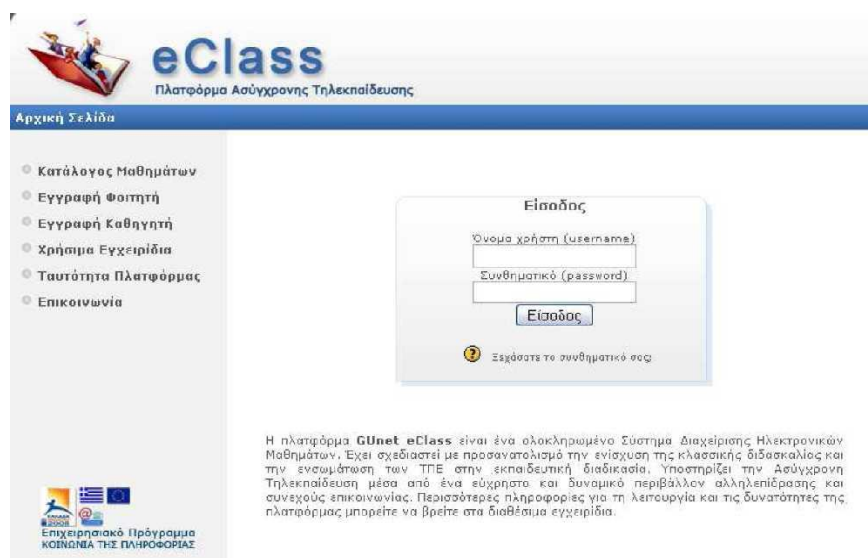 eClass
Πλατφόρμα Ασύγχρονης Τηλεκπαίδευσης
Αρχική Σελίδα
Κατάλογος Μαθημάτων
Εγγραφή Φοιτητή
Εγγραφή Καθηγητή
Χρήσιμα Εγχειρίδια
Ταυτότητα Πλατφόρμας
Επικοινωνία
Είσοδος
Όνομα χρήστη (username)
Συνθηματικό (password)
Είσοδος
Ξεχάσατε το συνθηματικό σας;
Η πλατφόρμα GUnet eClass είναι ένα ολοκληρωμένο Σύστημα Διαχείρισης Ηλεκτρονικών
Μαθημάτων. Έχει σχεδιαστεί με προσανατολισμό την ενίσχυση της κλασσικής διδασκαλίας και
την ενσωμάτωση των ΤΠΕ στην εκπαιδευτική διαδικασία. Υποστηρίζει την Ασύγχρονη
Τηλεκπαίδευση μέσα από ένα εύχρηστο και δυναμικό περιβάλλον αλληλεπίδρασης και
συνεχούς επικοινωνίας. Περισσότερες πληροφορίες για τη λειτουργία και τις δυνατότητες της
πλατφόρμας μπορείτε να βρείτε στα διαθέσιμα εγχειρίδια.
Επιχειρησιακό Πρόγραμμα
ΚΟΙΝΩΝΙΑ ΤΗΣ ΠΛΗΡΟΦΟΡΙΑΣ